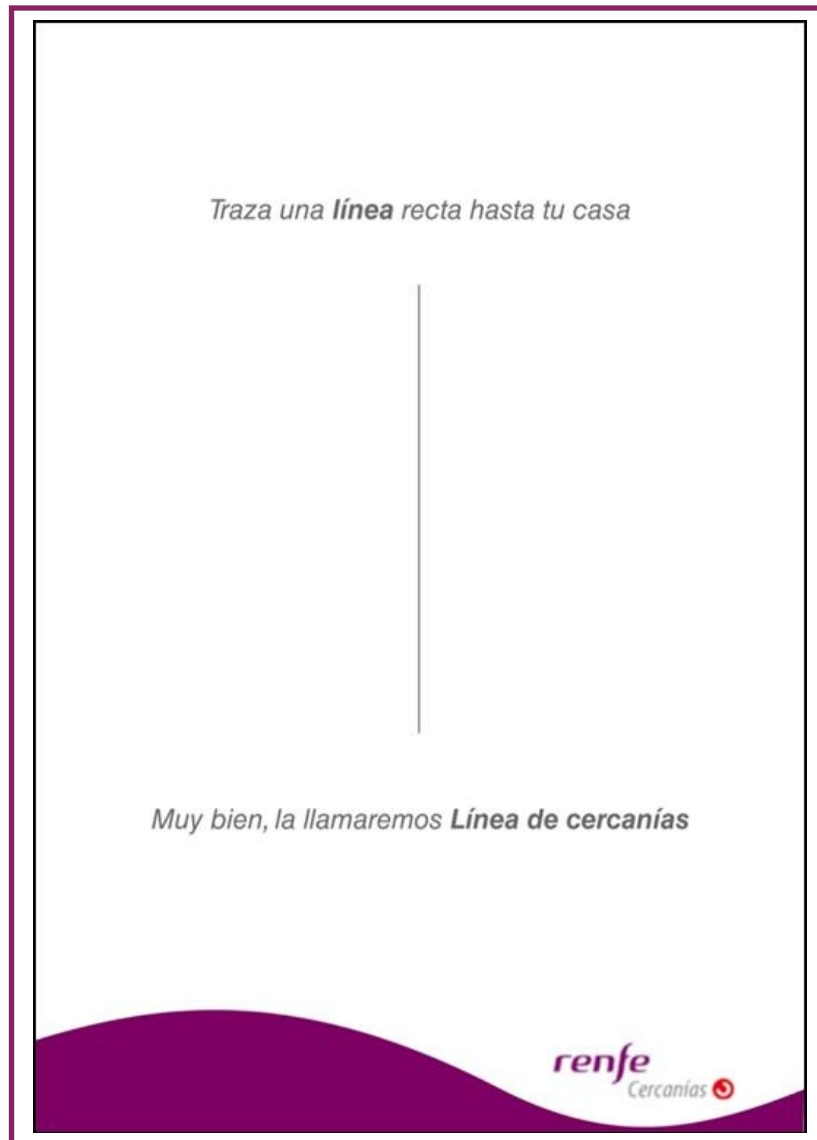 Traza una línea recta hasta tu casa
Muy bien, la llamaremos Línea de cercanías
renfe
Cercanías